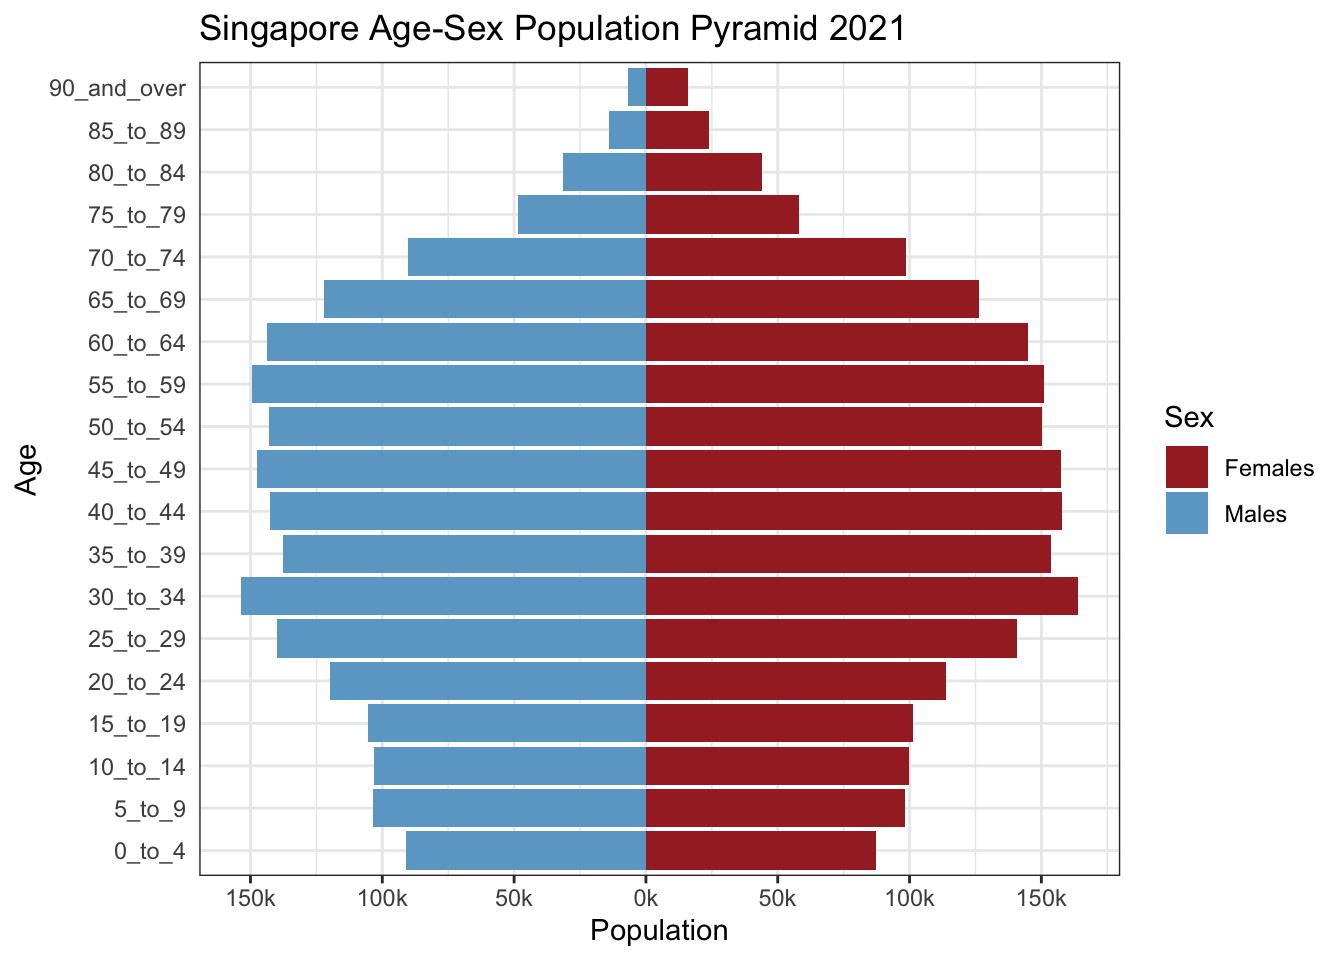 Singapore Age-Sex Population Pyramid 2021
90_and_over
85_to_89
80_to_84
75_to_79
70_to_74
65_to_69
60_to_64
55_to_59
50_to_54
45_to_49
40_to_44
35_to_39
30_to_34
25_to_29
20_to_24
15_to_19
10_to_14
5_to_9
0_to_4
Age
150k 100k 50k 0k 50k 100k 150k
Population
Sex
Females
Males